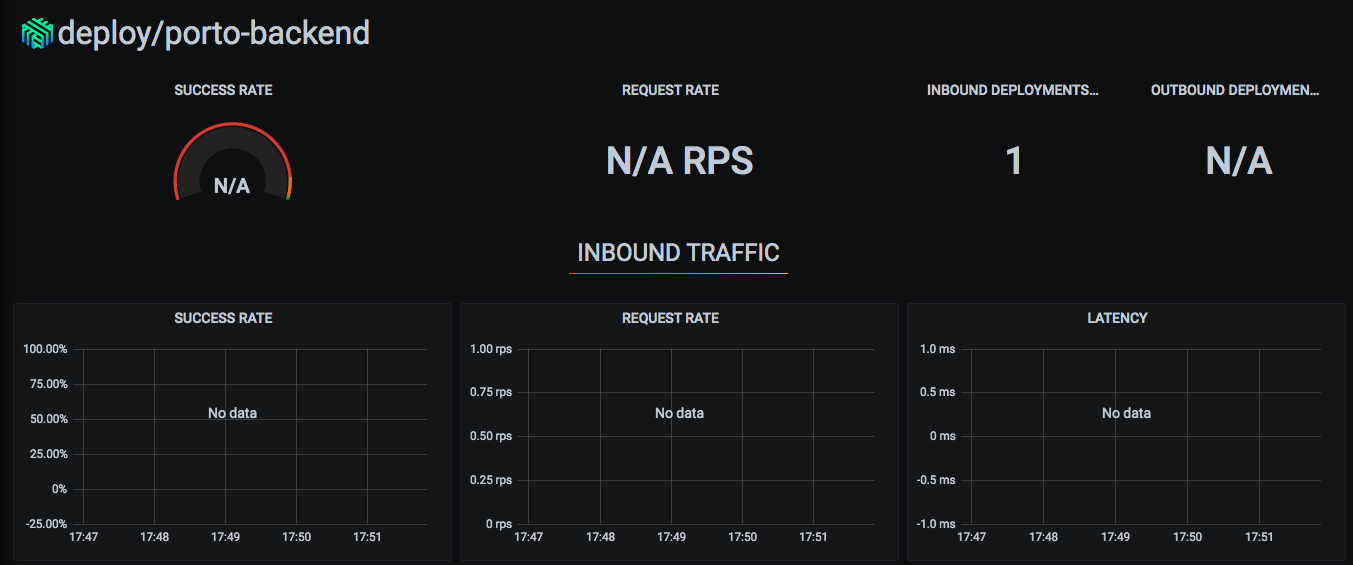 deploy/porto-backend
SUCCESS RATE
REQUEST RATE
INBOUND DEPLOYMENTS...
OUTBOUND DEPLOYMEN...
N/A
N/A RPS
1
N/A
INBOUND TRAFFIC
SUCCESS RATE
100.00%
75.00%
50.00%
25.00%
0%
-25.00%
No data
17:47 17:48 17:49 17:50 17:51
REQUEST RATE
1.00 rps
0.75 rps
0.50 rps
0.25 rps
0 rps
No data
17:47 17:48 17:49 17:50 17:51
LATENCY
1.0 ms
0.5 ms
0 ms
-0.5 ms
-1.0 ms
No data
17:47 17:48 17:49 17:50 17:51